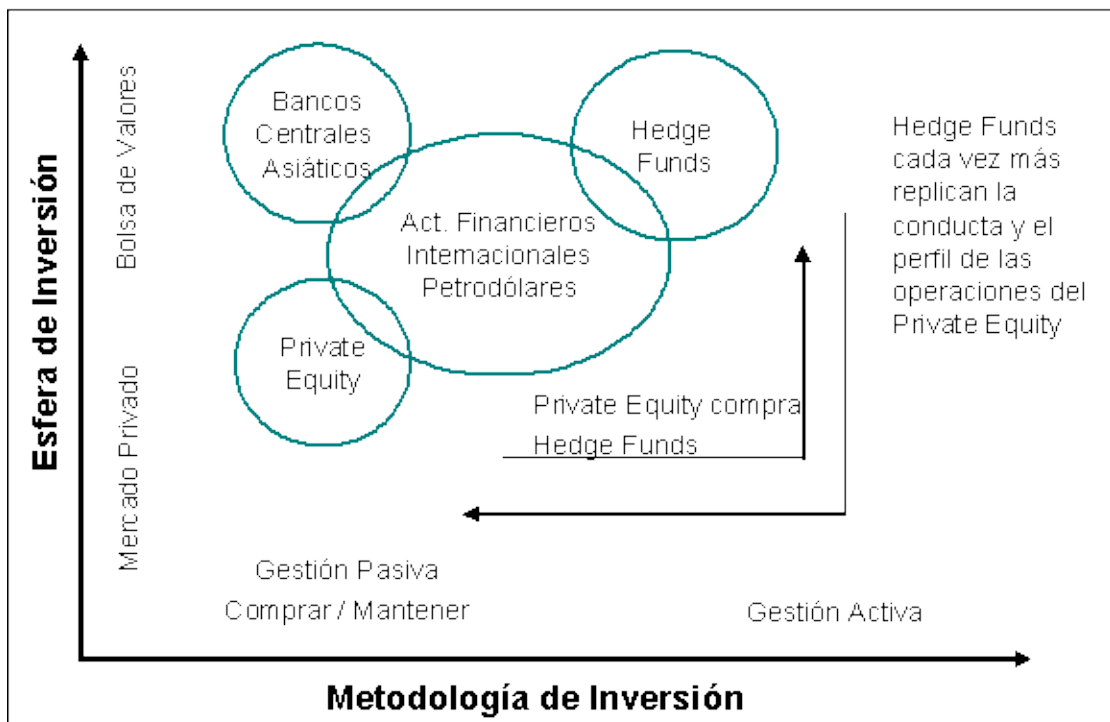 Esfera de Inversión
Bolsa de Valores
Mercado Privado
Bancos
Centrales
Asiáticos
Hedge
Funds
Act. Financieros
Internacionales
Petrodólares
Private
Equity
Hedge Funds
cada vez más
replican la
conducta y el
perfil de las
operaciones del
Private Equity
Private Equity compra
Hedge Funds
Gestión Pasiva
Comprar / Mantener
Gestión Activa
Metodología de Inversión